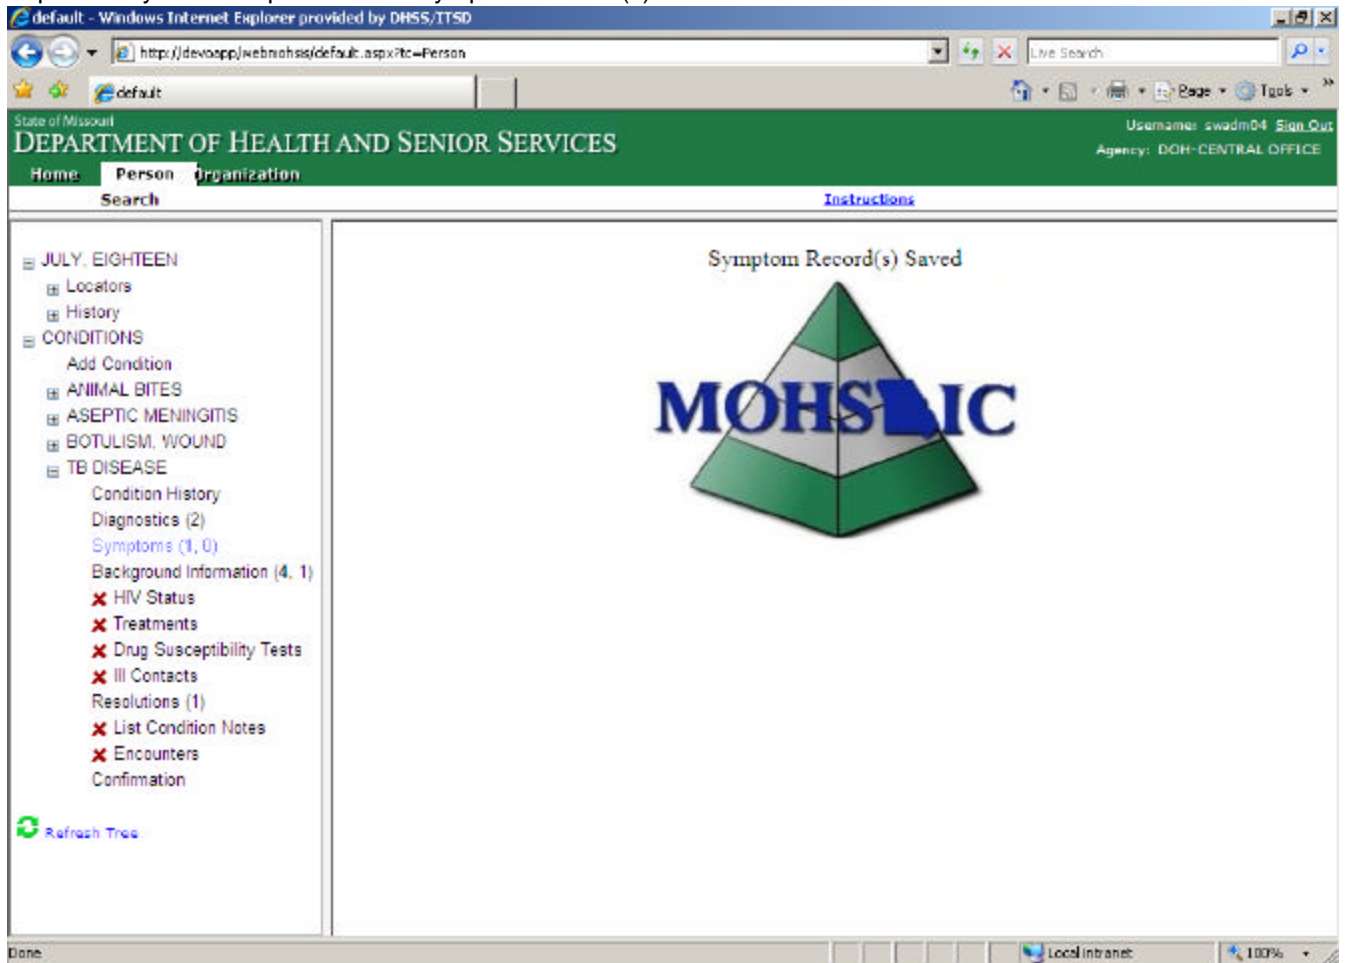 default - Windows Internet Explorer provided by DHSS/ITSD
http://devoapp/webmohsis/default.aspx?tc=Person
Live Search
default
Page
Tools
State of Missouri
DEPARTMENT OF HEALTH AND SENIOR SERVICES
Username: swadm04 Sign Out
Agency: DOH-CENTRAL OFFICE
Home Person Organization
Search
Instructions
JULY, EIGHTEEN
Locators
History
CONDITIONS
Add Condition
ANIMAL BITES
ASEPTIC MENINGITIS
BOTULISM, WOUND
TB DISEASE
Condition History
Diagnostics (2)
Symptoms (1, 0)
Background Information (4, 1)
HIV Status
Treatments
Drug Susceptibility Tests
Ill Contacts
Resolutions (1)
List Condition Notes
Encounters
Confirmation
Refresh Tree
Symptom Record(s) Saved
MOHSAIC
Done
Local intranet
100%